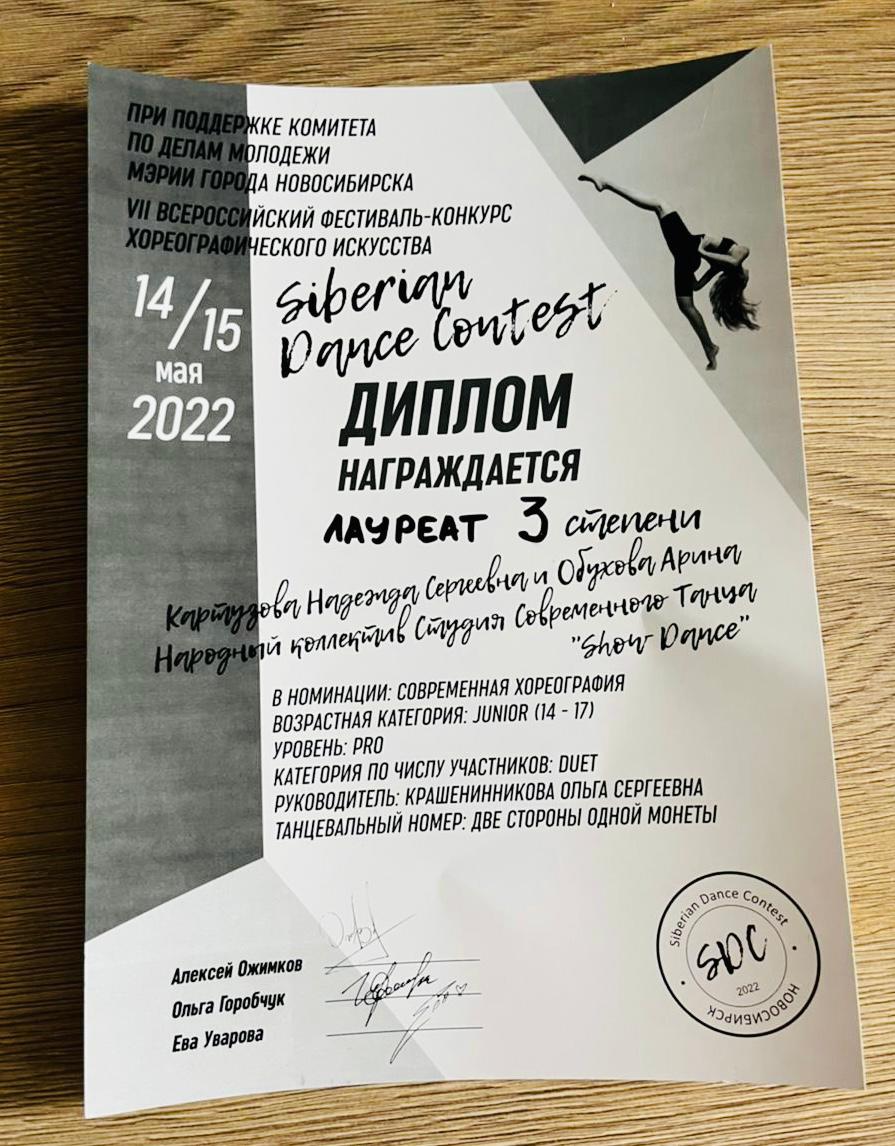 ПРИ ПОДДЕРЖКЕ КОМИТЕТА
ПО ДЕЛАМ МОЛОДЕЖИ
МЭРИИ ГОРОДА НОВОСИБИРСКА
VII ВСЕРОССИЙСКИЙ ФЕСТИВАЛЬ-КОНКУРС
ХОРЕОГРАФИЧЕСКОГО ИСКУССТВА
14/15
мая
2022
Siberian
Dance Contest
ДИПЛОМ
НАГРАЖДАЕТСЯ
ЛАУРЕАТ 3 степени
Картузова Надежда Сергеевна и Обухова Арина
Народный коллектив Студия Современного Танца
"Show Dance"
В НОМИНАЦИИ: СОВРЕМЕННАЯ ХОРЕОГРАФИЯ
ВОЗРАСТНАЯ КАТЕГОРИЯ: JUNIOR (14 - 17)
УРОВЕНЬ: PRO
КАТЕГОРИЯ ПО ЧИСЛУ УЧАСТНИКОВ: DUET
РУКОВОДИТЕЛЬ: КРАШЕНИННИКОВА ОЛЬГА СЕРГЕЕВНА
ТАНЦЕВАЛЬНЫЙ НОМЕР: ДВЕ СТОРОНЫ ОДНОЙ МОНЕТЫ
Алексей Ожимков
Ольга Горобчук
Ева Уварова
Siberian Dance Contest
SDC
2022
НОВОСИБИРСК